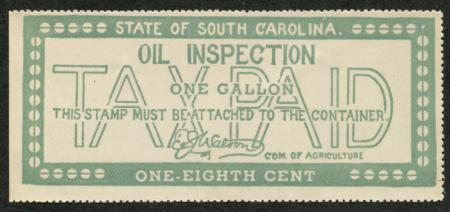 STATE OF SOUTH CAROLINA.
OIL INSPECTION
TAX PAID
ONE GALLON
THIS STAMP MUST BE ATTACHED TO THE CONTAINER.
COM. OF AGRICULTURE
ONE-EIGHTH CENT